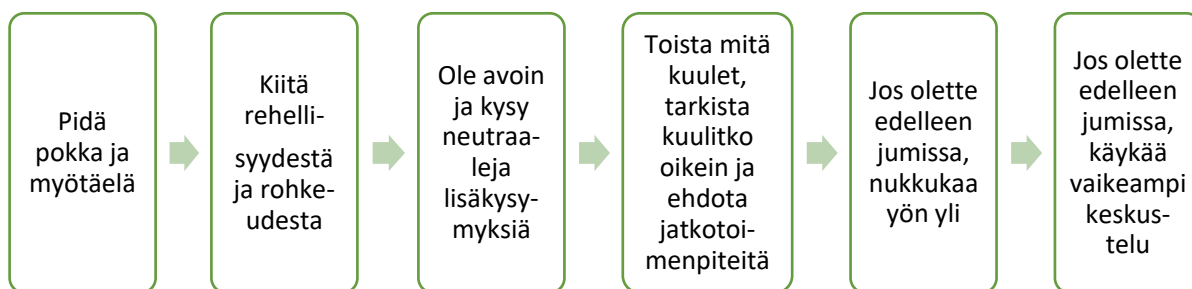 Pidä
pokka ja
myötäelä
Kiitä
rehelli-
syydestä
ja rohke-
udesta
Ole avoin
ja kysy
neutraa-
leja
lisäkysy-
myksiä
Toista mitä
kuulet,
tarkista
kuulitko
oikein ja
ehdota
jatkotoi-
menpiteitä
Jos olette
edelleen
jumissa,
nukkukaa
yön yli
Jos olette
edelleen
jumissa,
käykää
vaikeampi
keskus-
telu